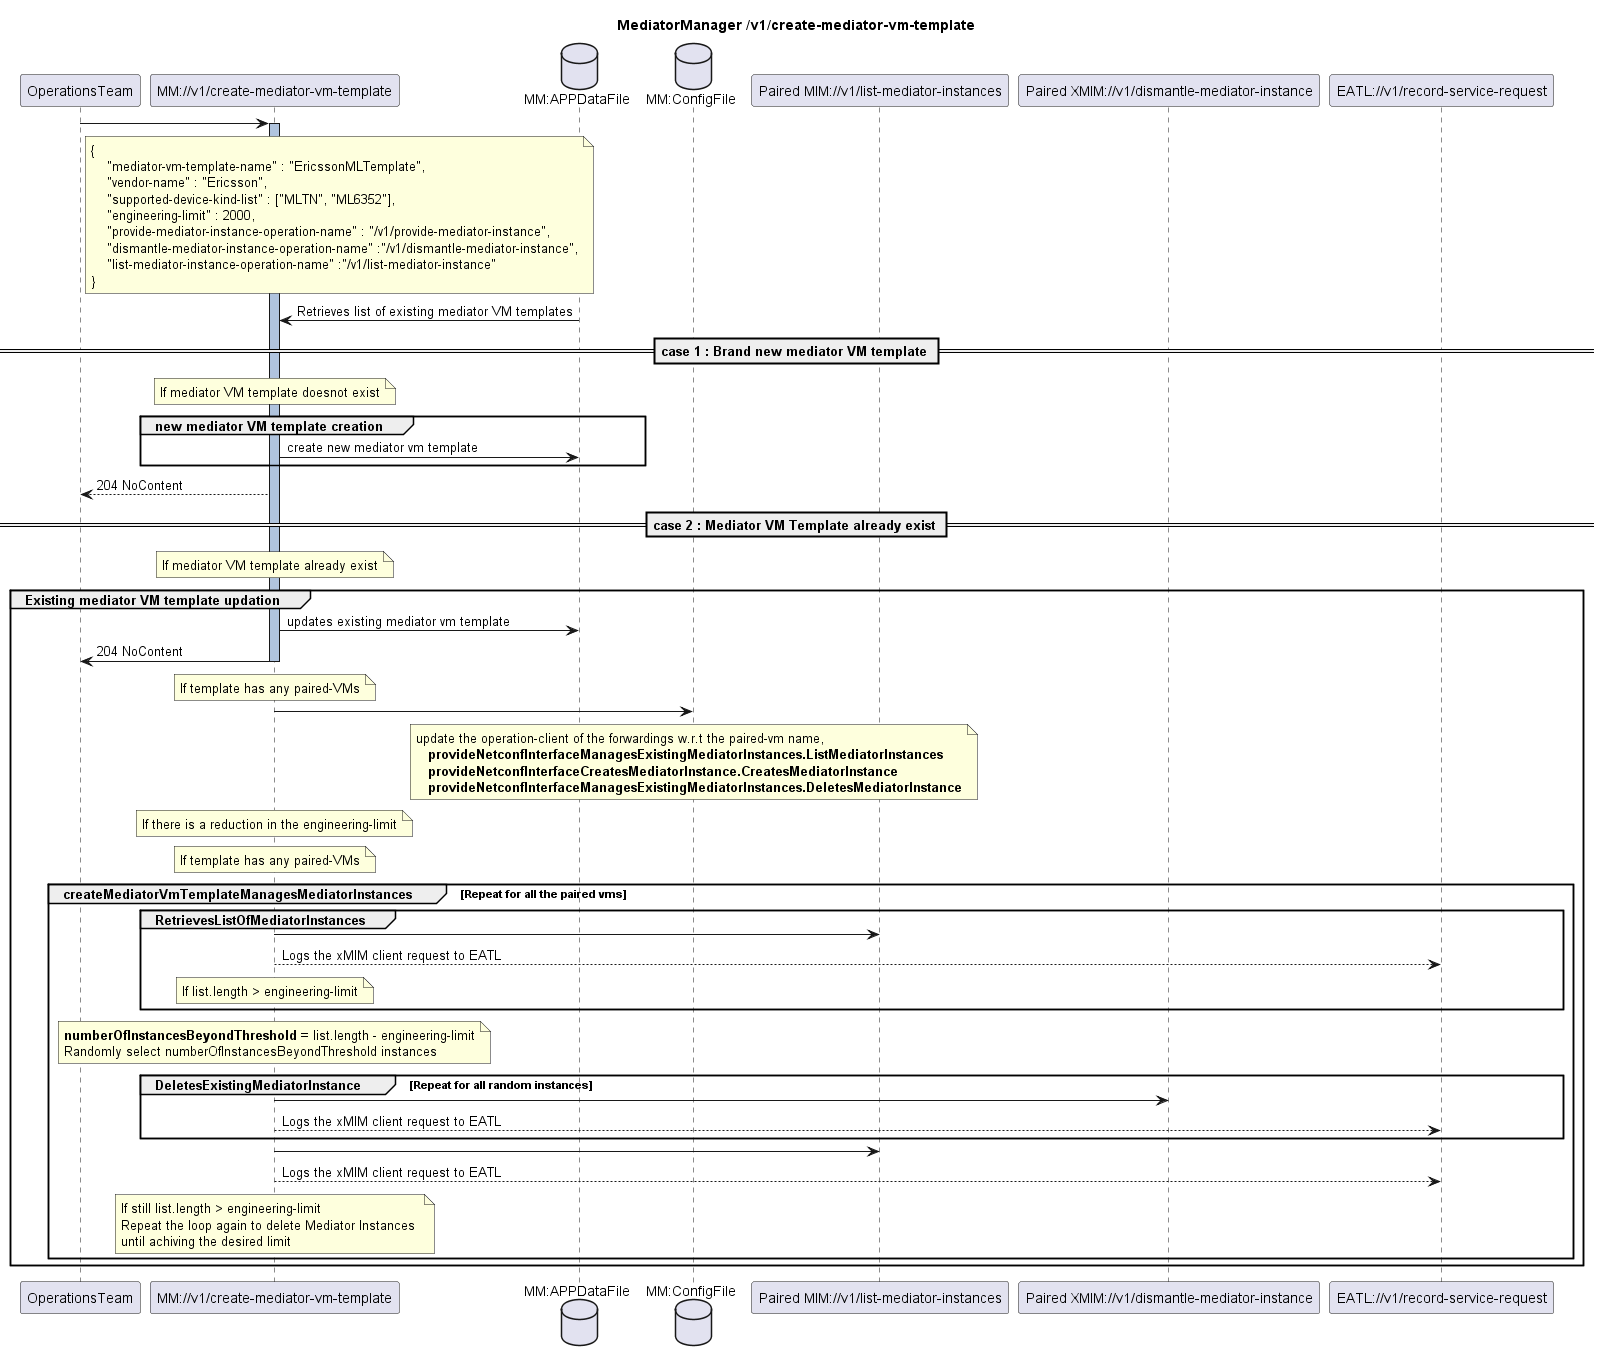 MediatorManager /v1/create-mediator-vm-template
OperationsTeam
MM://v1/create-mediator-vm-template
MM:APPDataFile
MM:ConfigFile
Paired MIM://v1/list-mediator-instances
Paired XMIM://v1/dismantle-mediator-instance
EATL://v1/record-service-request
{
"mediator-vm-template-name" : "EricssonMLTemplate",
"vendor-name" : "Ericsson",
"supported-device-kind-list" : ["MLTN", "ML6352"],
"engineering-limit" : 2000,
"provide-mediator-instance-operation-name" : "/v1/provide-mediator-instance",
"dismantle-mediator-instance-operation-name" :"/v1/dismantle-mediator-instance",
"list-mediator-instance-operation-name" :"/v1/list-mediator-instance"
}
Retrieves list of existing mediator VM templates
case 1 : Brand new mediator VM template
If mediator VM template doesnot exist
new mediator VM template creation
create new mediator vm template
204 NoContent
case 2 : Mediator VM Template already exist
If mediator VM template already exist
Existing mediator VM template updation
updates existing mediator vm template
204 NoContent
If template has any paired-VMs
update the operation-client of the forwardings w.r.t the paired-vm name,
provideNetconfInterfaceManagesExistingMediatorInstances.ListMediatorInstances
provideNetconfInterfaceCreatesMediatorInstance.CreatesMediatorInstance
provideNetconfInterfaceManagesExistingMediatorInstances.DeletesMediatorInstance
If there is a reduction in the engineering-limit
If template has any paired-VMs
createMediatorVmTemplateManagesMediatorInstances [Repeat for all the paired vms]
RetrievesListOfMediatorInstances
Logs the xMIM client request to EATL
If list.length > engineering-limit
numberOfInstancesBeyondThreshold = list.length - engineering-limit
Randomly select numberOfInstancesBeyondThreshold instances
DeletesExistingMediatorInstance [Repeat for all random instances]
Logs the xMIM client request to EATL
Logs the xMIM client request to EATL
If still list.length > engineering-limit
Repeat the loop again to delete Mediator Instances
until achiving the desired limit
OperationsTeam
MM://v1/create-mediator-vm-template
MM:APPDataFile
MM:ConfigFile
Paired MIM://v1/list-mediator-instances
Paired XMIM://v1/dismantle-mediator-instance
EATL://v1/record-service-request